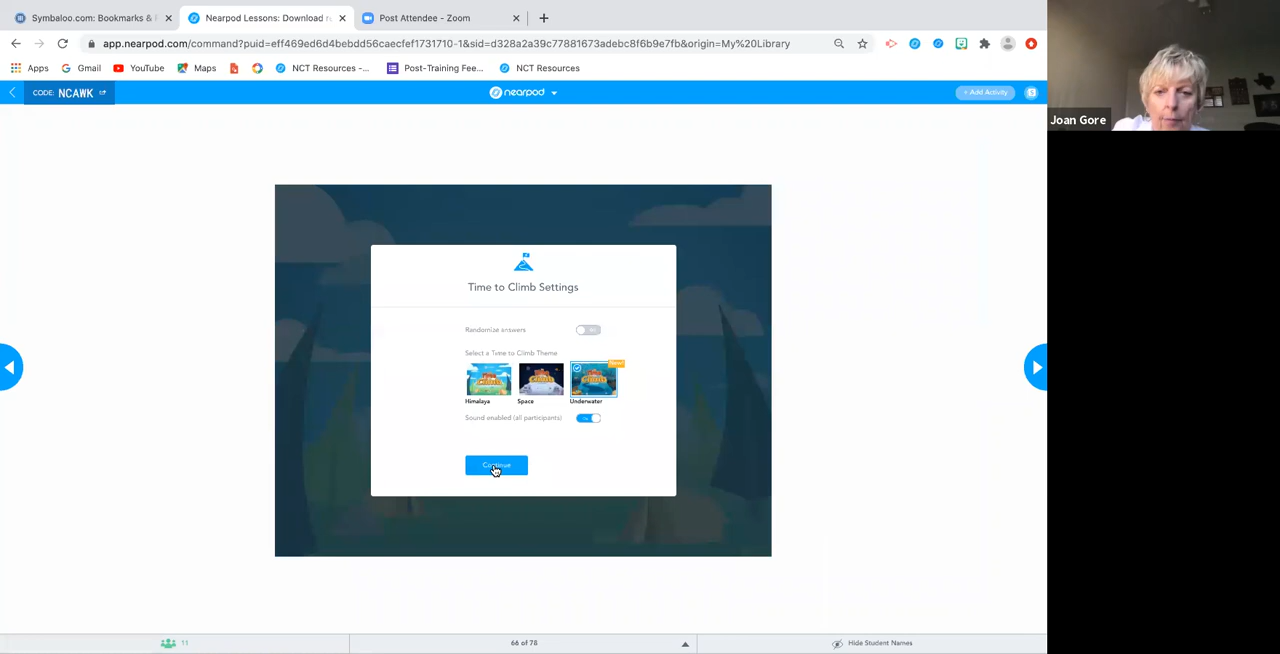 Symbaloo.com: Bookmarks &
Nearpod Lessons: Download r
Post Attendee - Zoom
app.nearpod.com/command?puid=eff469ed6d4bebdd56caecfef1731710-1&sid=d328a2a39c77881673adebc8f6b9e7fb&origin=My%20Library
Apps
Gmail
YouTube
Maps
NCT Resources -...
Post-Training Fee...
NCT Resources
CODE: NCAWK
nearpod
+ Add Activity
Joan Gore
Time to Climb Settings
Randomize answers
Select a Time to Climb Theme
Himalaya
Space
Underwater
Sound enabled (all participants)
Continue
11
66 of 78
Hide Student Names